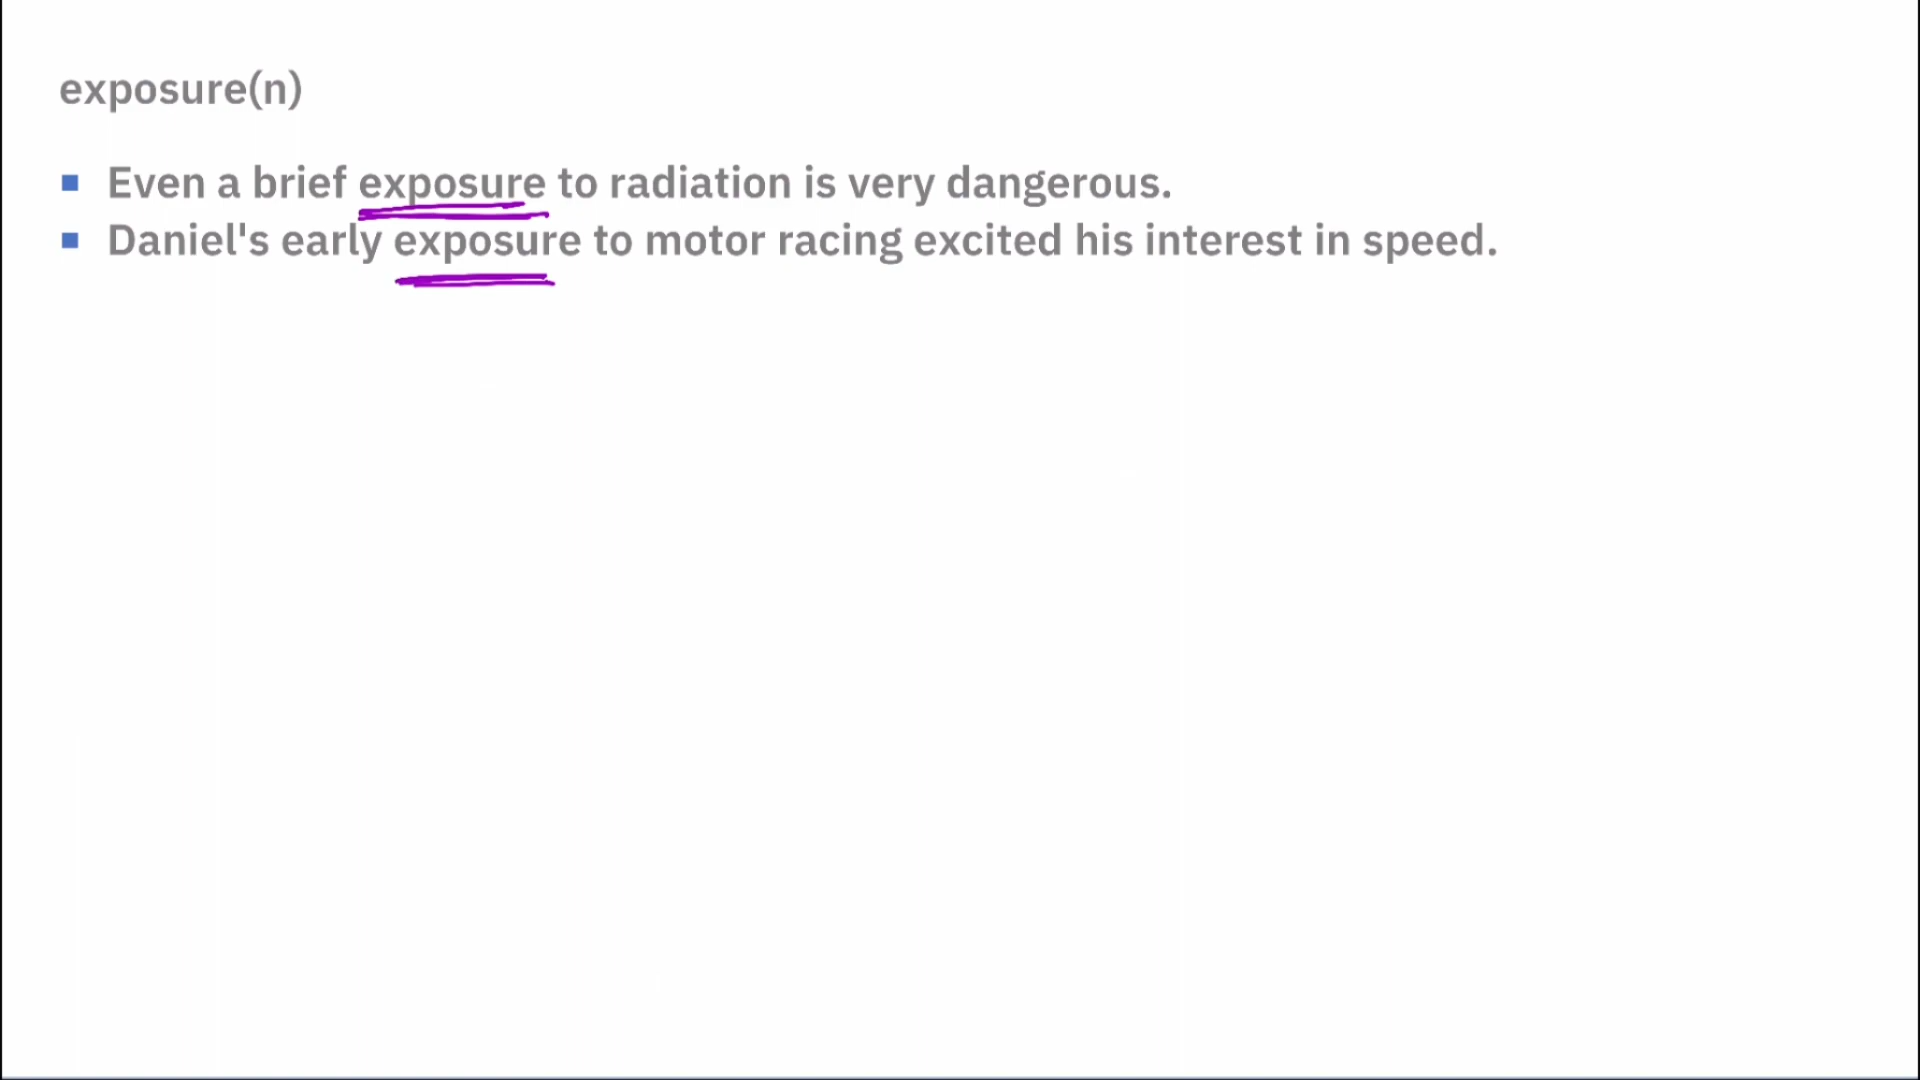 exposure(n)
▪ Even a brief exposure to radiation is very dangerous.
▪ Daniel's early exposure to motor racing excited his interest in speed.